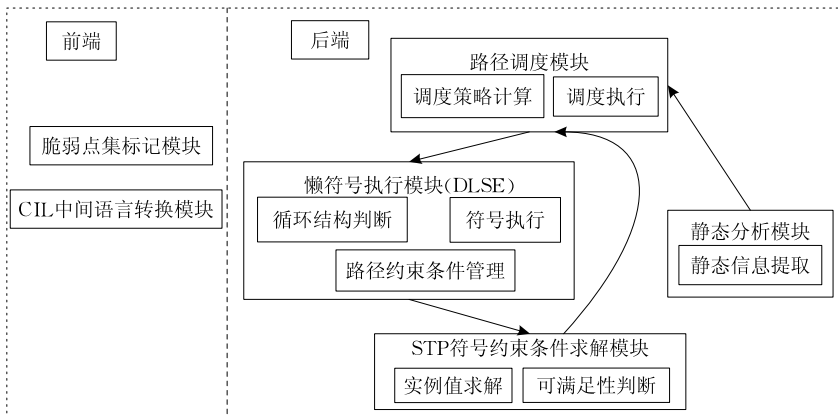 前端
脆弱点集标记模块
CIL中间语言转换模块
后端
路径调度模块
调度策略计算
调度执行
懒符号执行模块(DLSE)
循环结构判断
符号执行
路径约束条件管理
静态分析模块
静态信息提取
STP符号约束条件求解模块
实例值求解
可满足性判断